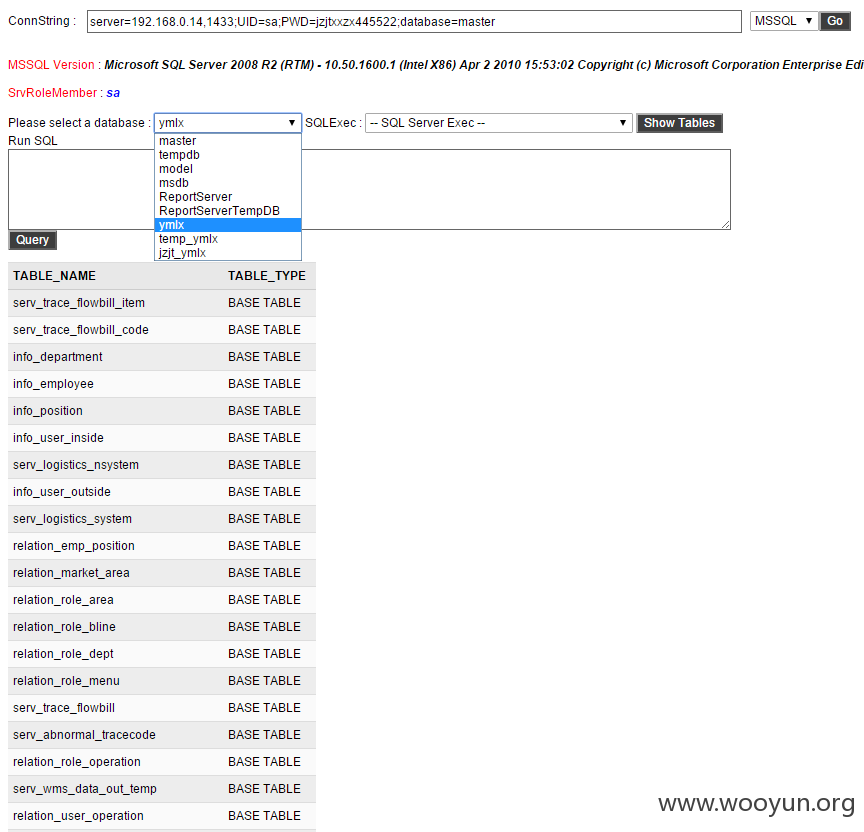 ConnString : server=192.168.0.14,1433;UID=sa;PWD=jzjtxxzx445522;database=master MSSQL Go
MSSQL Version : Microsoft SQL Server 2008 R2 (RTM) - 10.50.1600.1 (Intel X86) Apr 2 2010 15:53:02 Copyright (c) Microsoft Corporation Enterprise Edi
SrvRoleMember : sa
Please select a database : ymlx SQLExec : -- SQL Server Exec -- Show Tables
Run SQL
master
tempdb
model
msdb
ReportServer
ReportServerTempDB
ymlx
temp_ymlx
jzjt_ymlx
Query
TABLE_NAME TABLE_TYPE
serv_trace_flowbill_item BASE TABLE
serv_trace_flowbill_code BASE TABLE
info_department BASE TABLE
info_employee BASE TABLE
info_position BASE TABLE
info_user_inside BASE TABLE
serv_logistics_nsystem BASE TABLE
info_user_outside BASE TABLE
serv_logistics_system BASE TABLE
relation_emp_position BASE TABLE
relation_market_area BASE TABLE
relation_role_area BASE TABLE
relation_role_bline BASE TABLE
relation_role_dept BASE TABLE
relation_role_menu BASE TABLE
serv_trace_flowbill BASE TABLE
serv_abnormal_tracecode BASE TABLE
relation_role_operation BASE TABLE
serv_wms_data_out_temp BASE TABLE
relation_user_operation BASE TABLE
www.wooyun.org